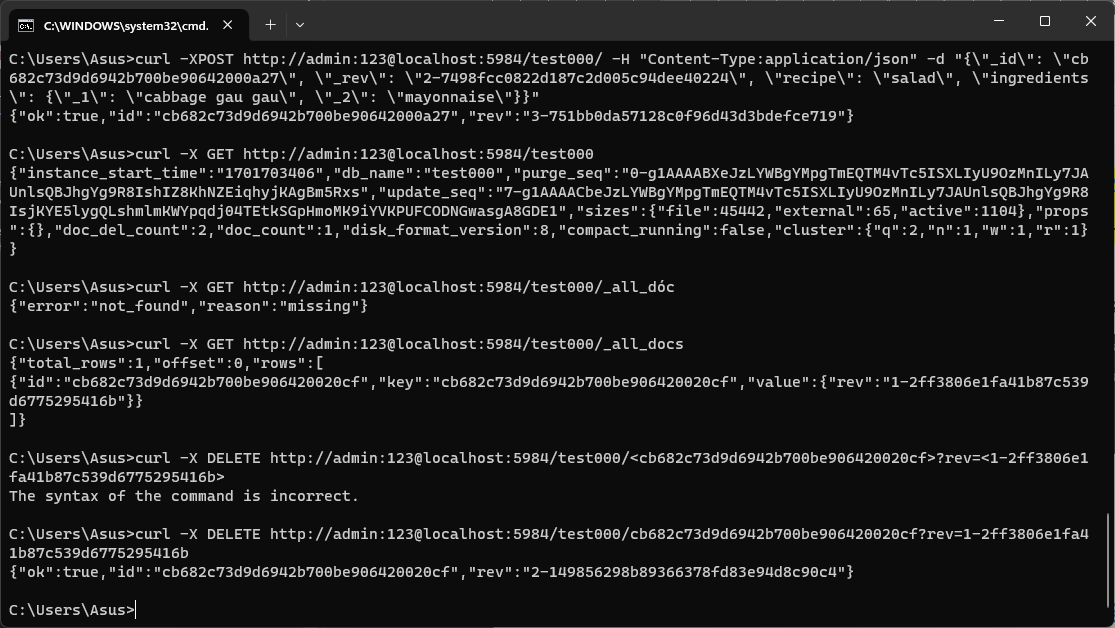 C:\WINDOWS\system32\cmd.
C:\Users\Asus>curl -XPOST http://admin:123@localhost:5984/test000/ -H "Content-Type:application/json" -d "{\"_id\": \"cb
682c73d9d6942b700be90642000a27\", \"_rev\": \"2-7498fcc0822d187c2d005c94dee40224\", \"recipe\": \"salad\", \"ingredients
\": {\"_1\": \"cabbage gau gau\", \"_2\": \"mayonnaise\"}}"
{"ok":true,"id":"cb682c73d9d6942b700be90642000a27","rev":"3-751bb0da57128c0f96d43d3bdefce719"}
C:\Users\Asus>curl -X GET http://admin:123@localhost:5984/test000
{"instance_start_time":"1701703406","db_name":"test000","purge_seq":"0-g1AAAABXeJzLYWBgYMpgTmEQTM4vTc5ISXLIyU9OzMnILy7JA
UnlsQBJhgYg9R8IshIZ8KhNZEiqhyjKAgBm5Rxs","update_seq":"7-g1AAAACbeJzLYWBgYMpgTmEQTM4vTc5ISXLIyU9OzMnILy7JAUnlsQBJhgYg9R8
IsjKYE5lygQLshmlmKWYpqdj04TEtkSGpHmoMK9iYVKPUFCODNGwasgA8GDE1","sizes":{"file":45442,"external":65,"active":1104},"props
":{},"doc_del_count":2,"doc_count":1,"disk_format_version":8,"compact_running":false,"cluster":{"q":2,"n":1,"w":1,"r":1}
}
C:\Users\Asus>curl -X GET http://admin:123@localhost:5984/test000/_all_dóc
{"error":"not_found","reason":"missing"}
C:\Users\Asus>curl -X GET http://admin:123@localhost:5984/test000/_all_docs
{"total_rows":1,"offset":0,"rows":[
{"id":"cb682c73d9d6942b700be906420020cf","key":"cb682c73d9d6942b700be906420020cf","value":{"rev":"1-2ff3806e1fa41b87c539
d6775295416b"}}
]}
C:\Users\Asus>curl -X DELETE http://admin:123@localhost:5984/test000/<cb682c73d9d6942b700be906420020cf>?rev=<1-2ff3806e1
fa41b87c539d6775295416b>
The syntax of the command is incorrect.
C:\Users\Asus>curl -X DELETE http://admin:123@localhost:5984/test000/cb682c73d9d6942b700be906420020cf?rev=1-2ff3806e1fa4
1b87c539d6775295416b
{"ok":true,"id":"cb682c73d9d6942b700be906420020cf","rev":"2-149856298b89366378fd83e94d8c90c4"}
C:\Users\Asus>